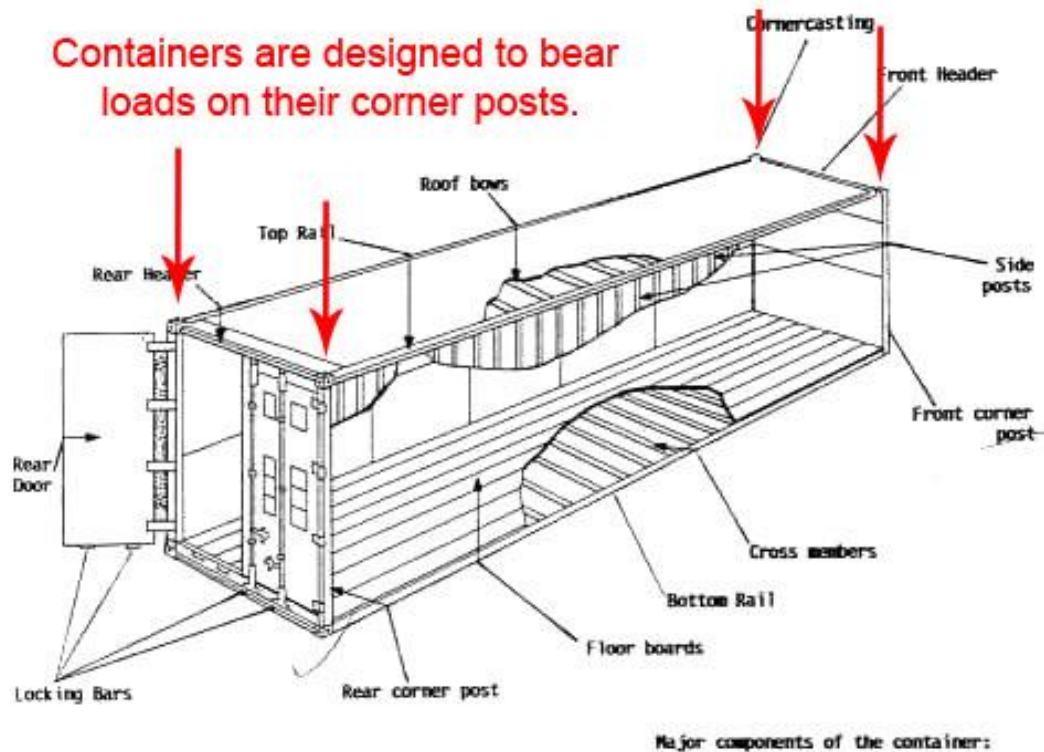 Containers are designed to bear
loads on their corner posts.
Cornercasting
Front Header
Roof bows
Top Rail
Rear Header
Side
posts
Front corner
post
Rear
Door
Cross members
Bottom Rail
Floor boards
Locking Bars
Rear corner post
Major components of the container: